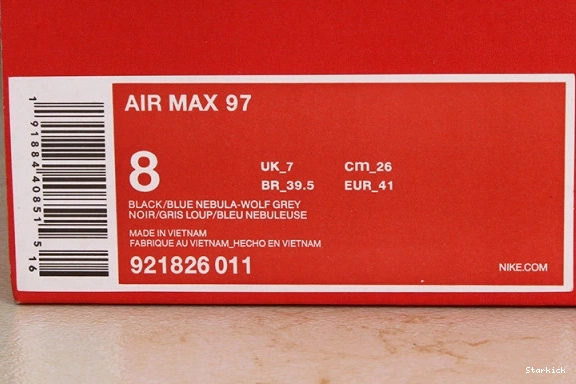 AIR MAX 97
8
UK_7 cm_26
BR_39.5 EUR_41
BLACK/BLUE NEBULA-WOLF GREY
NOIR/GRIS LOUP/BLEU NEBULEUSE
MADE IN VIETNAM
FABRIQUE AU VIETNAM_HECHO EN VIETNAM
921826 011
NIKE.COM
1 91884 40851 5 16
Starkick